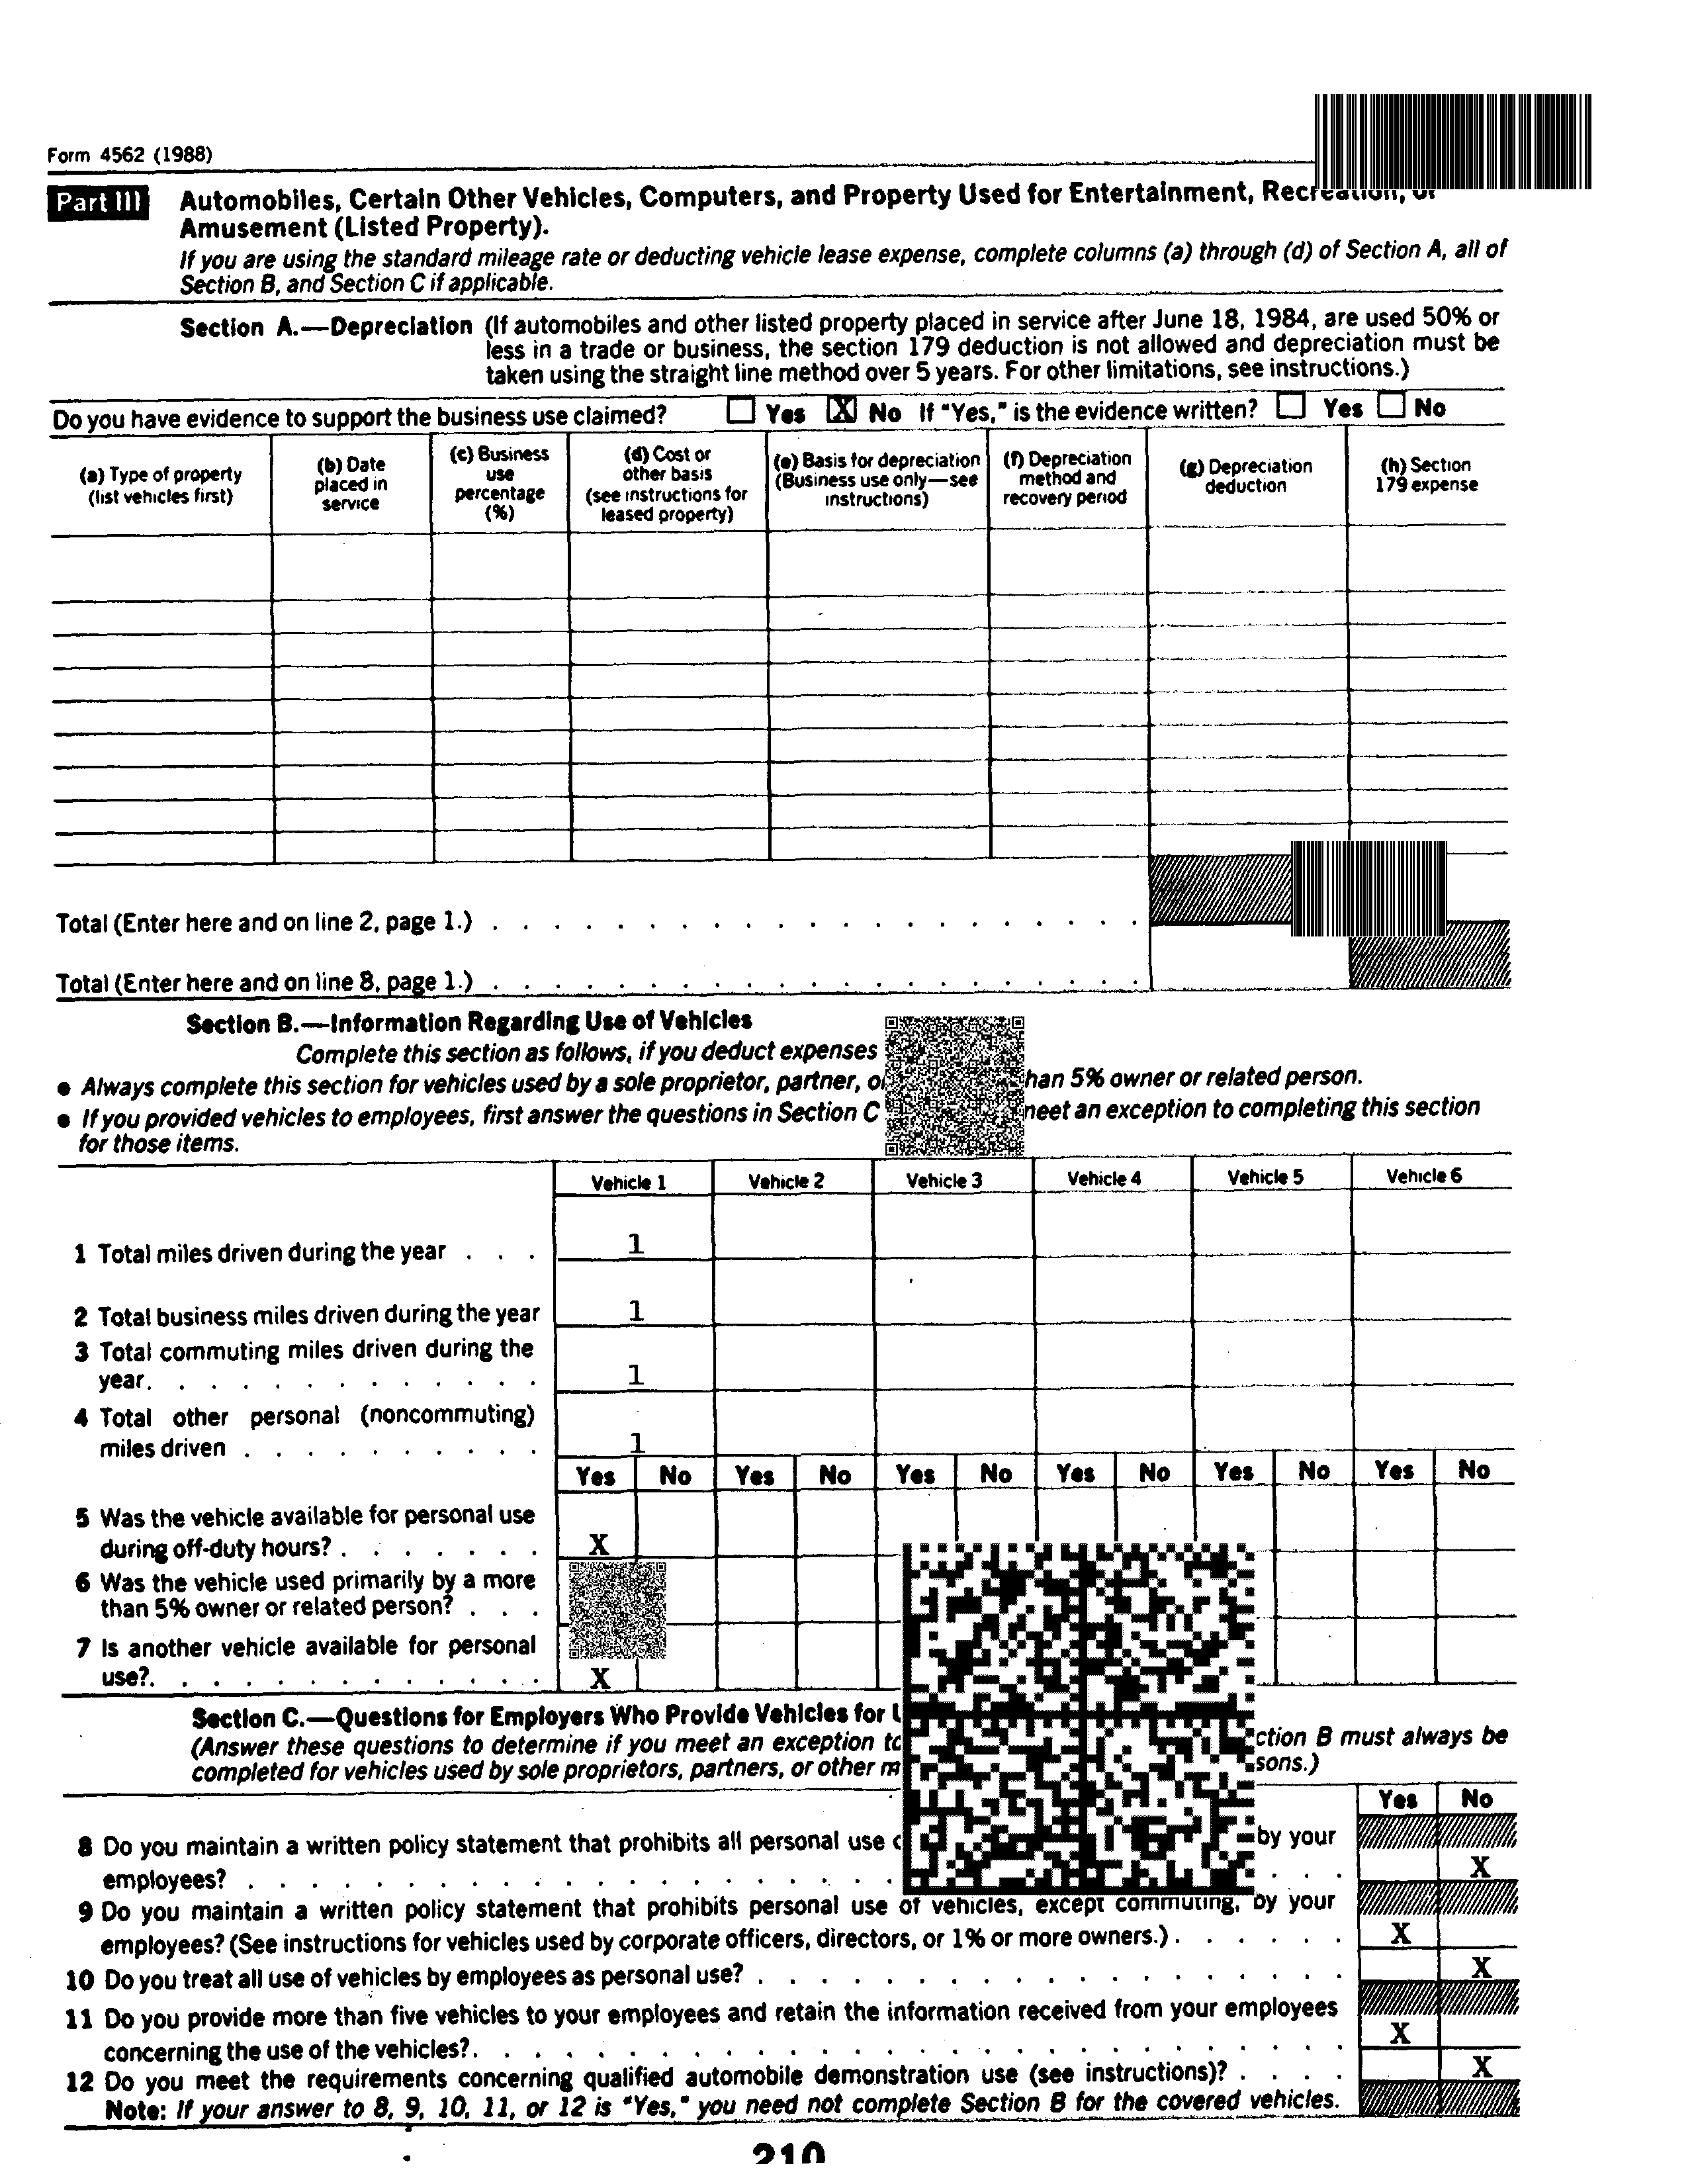 Form 4562 (1988)
Part III Automobiles, Certain Other Vehicles, Computers, and Property Used for Entertainment, Recreation, or
Amusement (Listed Property).
If you are using the standard mileage rate or deducting vehicle lease expense, complete columns (a) through (d) of Section A, all of
Section B, and Section C if applicable.
Section A.—Depreciation (If automobiles and other listed property placed in service after June 18, 1984, are used 50% or
less in a trade or business, the section 179 deduction is not allowed and depreciation must be
taken using the straight line method over 5 years. For other limitations, see instructions.)
Do you have evidence to support the business use claimed? Yes X No If "Yes," is the evidence written? Yes No
(a) Type of property
(list vehicles first)
(b) Date
placed in
service
(c) Business
use
percentage
(%)
(d) Cost or
other basis
(see instructions for
leased property)
(e) Basis for depreciation
(Business use only—see
instructions)
(f) Depreciation
method and
recovery period
(g) Depreciation
deduction
(h) Section
179 expense
Total (Enter here and on line 2, page 1.) . . . . . . . . . . . . . . . . . . . . .
Total (Enter here and on line 8, page 1.) . . . . . . . . . . . . . . . . . . . . .
Section B.—Information Regarding Use of Vehicles
Complete this section as follows, if you deduct expenses
● Always complete this section for vehicles used by a sole proprietor, partner, 5% owner or related person.
● If you provided vehicles to employees, first answer the questions in Section C an exception to completing this section
for those items.
Vehicle 1 Vehicle 2 Vehicle 3 Vehicle 4 Vehicle 5 Vehicle 6
1 Total miles driven during the year . . . 1
2 Total business miles driven during the year 1
3 Total commuting miles driven during the
year. . . . . . . . . . . . . . 1
4 Total other personal (noncommuting)
miles driven . . . . . . . . . . 1
Yes No Yes No Yes No Yes No Yes No Yes No
5 Was the vehicle available for personal use
during off-duty hours? . . . . . . . X
6 Was the vehicle used primarily by a more
than 5% owner or related person? . . .
7 Is another vehicle available for personal
use?. . . . . . . . . . . . . X
Section C.—Questions for Employers Who Provide Vehicles for
(Answer these questions to determine if you meet an exception B must always be
completed for vehicles used by sole proprietors, partners, or other
Yes No
8 Do you maintain a written policy statement that prohibits all personal use by your
employees? . . . . . . . . . . . . . . . . . . . X
9 Do you maintain a written policy statement that prohibits personal use of vehicles, except commuting, by your
employees? (See instructions for vehicles used by corporate officers, directors, or 1% or more owners.) . . . . . . X
10 Do you treat all use of vehicles by employees as personal use? . . . . . . . . . . . . . . . . . . . X
11 Do you provide more than five vehicles to your employees and retain the information received from your employees
concerning the use of the vehicles?. . . . . . . . . . . . . . . . . . . . . . . . . . . . X
12 Do you meet the requirements concerning qualified automobile demonstration use (see instructions)? . . . . X
Note: If your answer to 8, 9, 10, 11, or 12 is "Yes," you need not complete Section B for the covered vehicles.
210